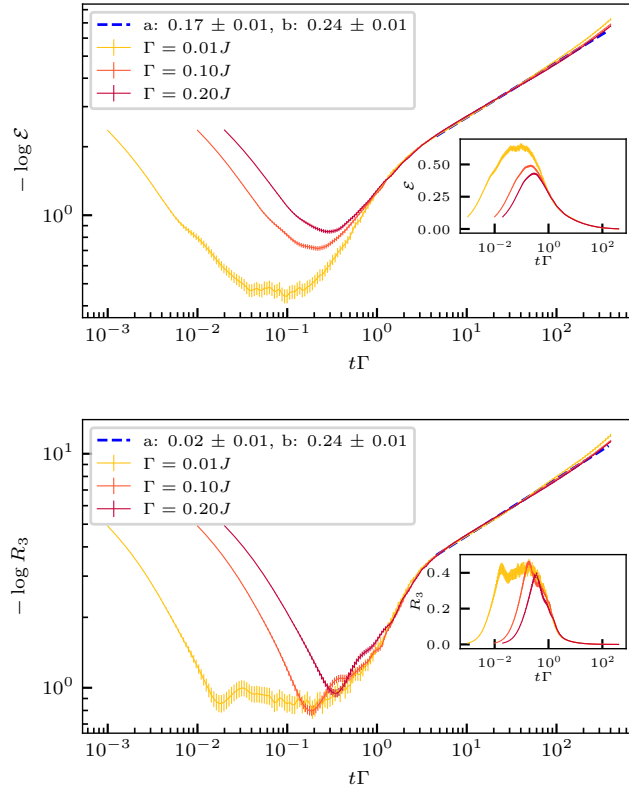 − log ℰ
10⁰
a: 0.17 ± 0.01, b: 0.24 ± 0.01
Γ = 0.01J
Γ = 0.10J
Γ = 0.20J
ℰ
0.50
0.25
0.00
10⁻² 10⁰ 10²
tΓ
10⁻³ 10⁻² 10⁻¹ 10⁰ 10¹ 10²
tΓ
− log R₃
10¹
10⁰
a: 0.02 ± 0.01, b: 0.24 ± 0.01
Γ = 0.01J
Γ = 0.10J
Γ = 0.20J
R₃
0.4
0.2
0.0
10⁻² 10⁰ 10²
tΓ
10⁻³ 10⁻² 10⁻¹ 10⁰ 10¹ 10²
tΓ